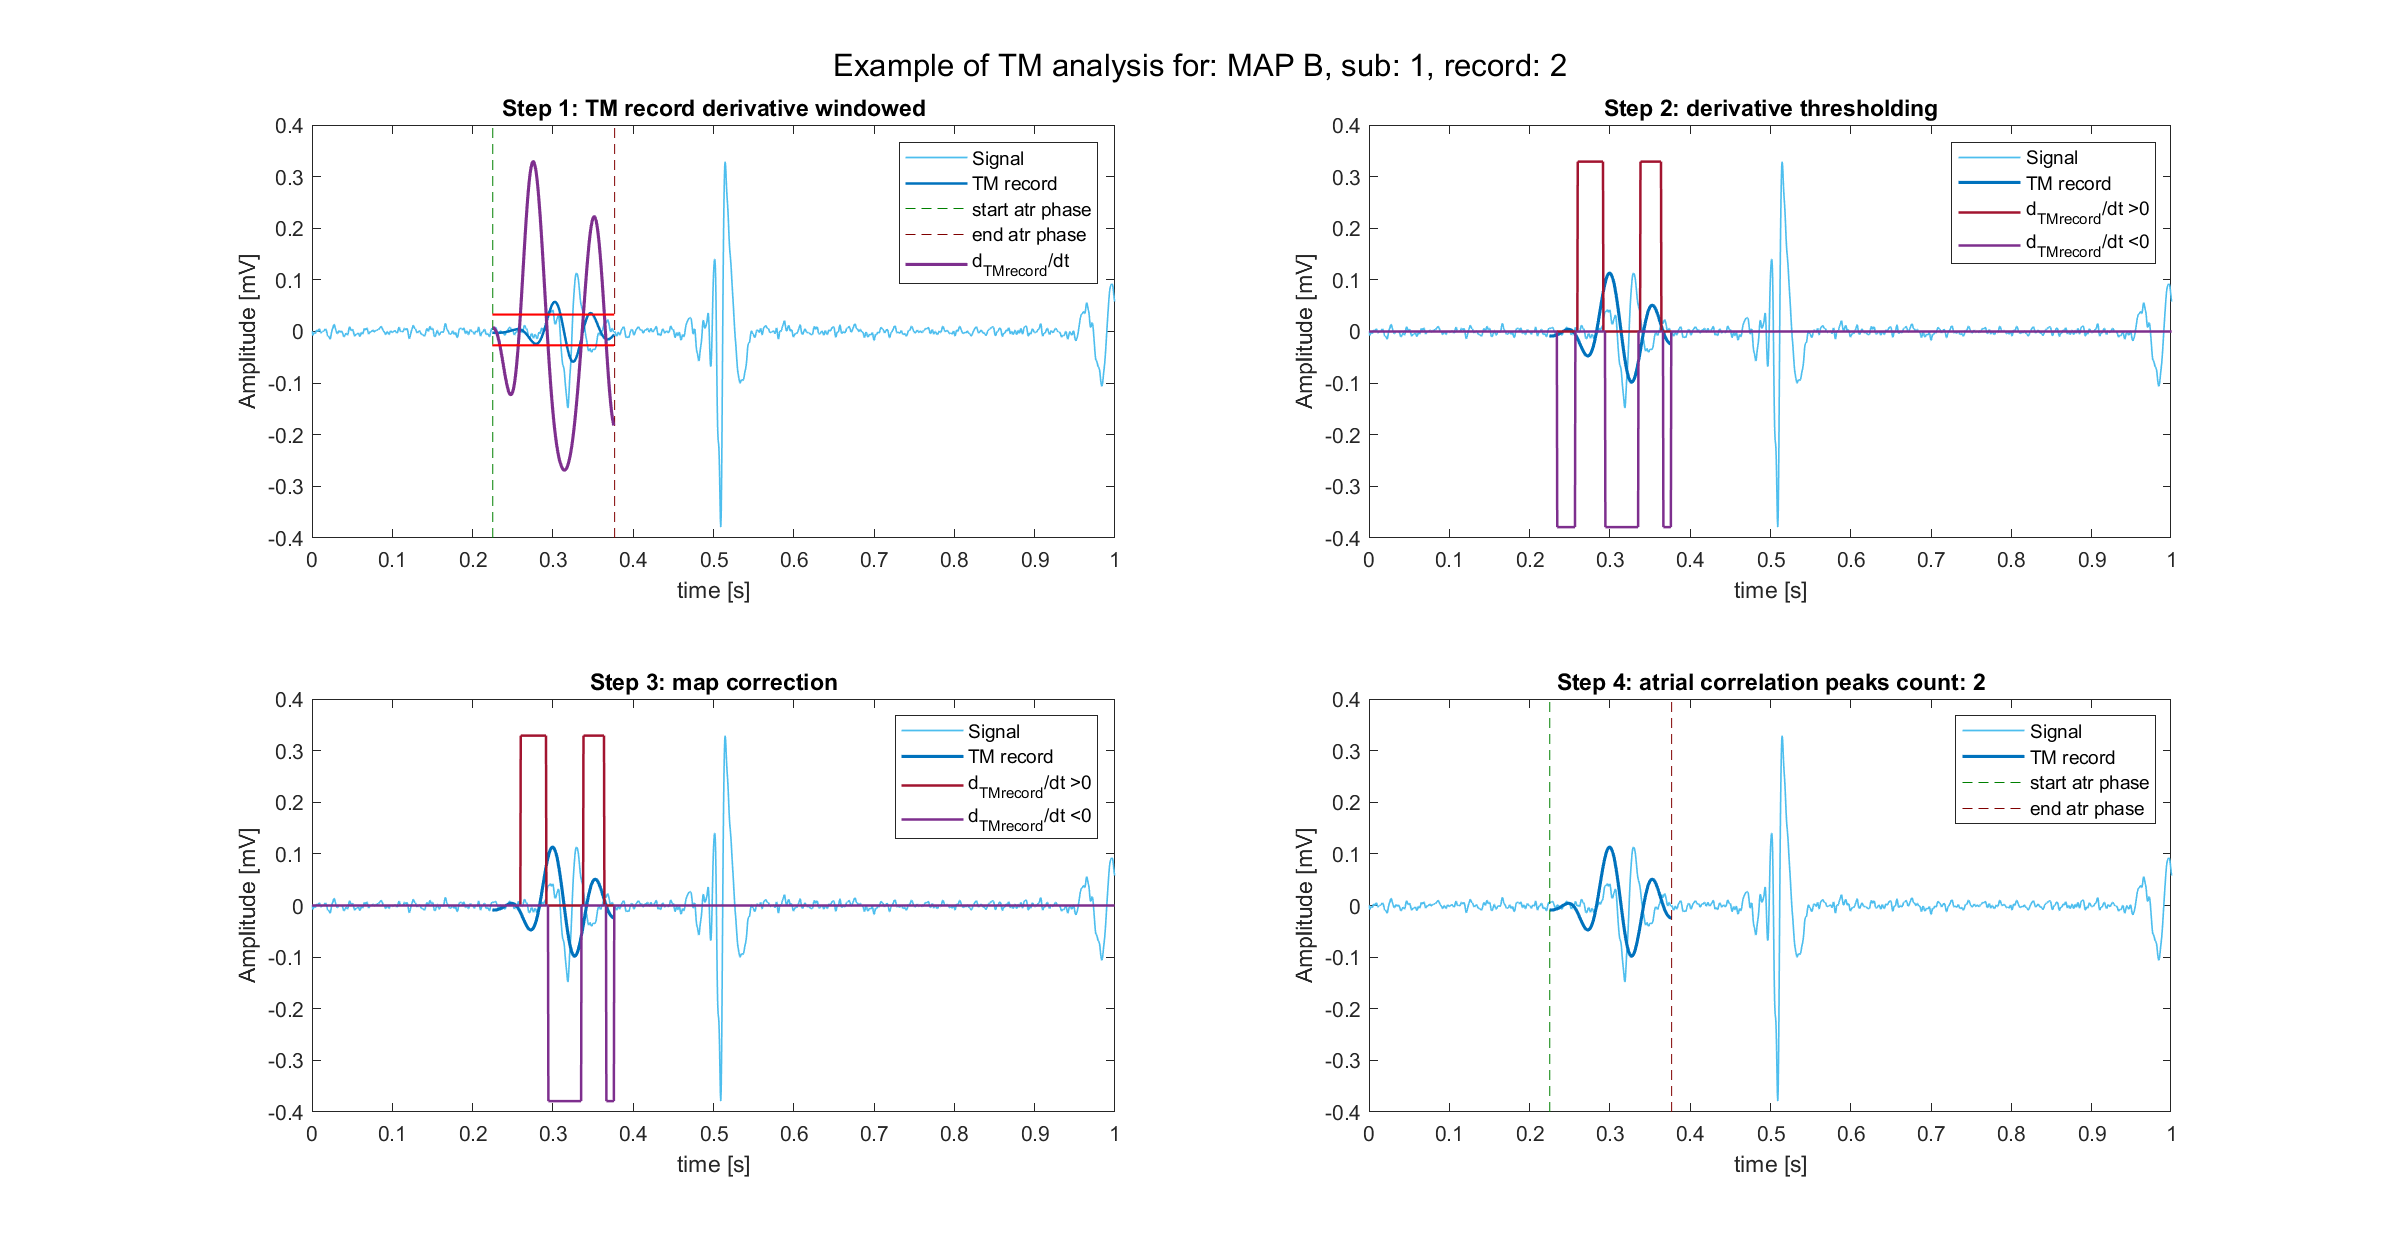 Example of TM analysis for: MAP B, sub: 1, record: 2
Step 1: TM record derivative windowed
0.4
0.3
0.2
0.1
0
-0.1
-0.2
-0.3
-0.4
Amplitude [mV]
0 0.1 0.2 0.3 0.4 0.5 0.6 0.7 0.8 0.9 1
time [s]
Signal
TM record
start atr phase
end atr phase
dTMrecord/dt
Step 2: derivative thresholding
0.4
0.3
0.2
0.1
0
-0.1
-0.2
-0.3
-0.4
Amplitude [mV]
0 0.1 0.2 0.3 0.4 0.5 0.6 0.7 0.8 0.9 1
time [s]
Signal
TM record
dTMrecord/dt >0
dTMrecord/dt <0
Step 3: map correction
0.4
0.3
0.2
0.1
0
-0.1
-0.2
-0.3
-0.4
Amplitude [mV]
0 0.1 0.2 0.3 0.4 0.5 0.6 0.7 0.8 0.9 1
time [s]
Signal
TM record
dTMrecord/dt >0
dTMrecord/dt <0
Step 4: atrial correlation peaks count: 2
0.4
0.3
0.2
0.1
0
-0.1
-0.2
-0.3
-0.4
Amplitude [mV]
0 0.1 0.2 0.3 0.4 0.5 0.6 0.7 0.8 0.9 1
time [s]
Signal
TM record
start atr phase
end atr phase